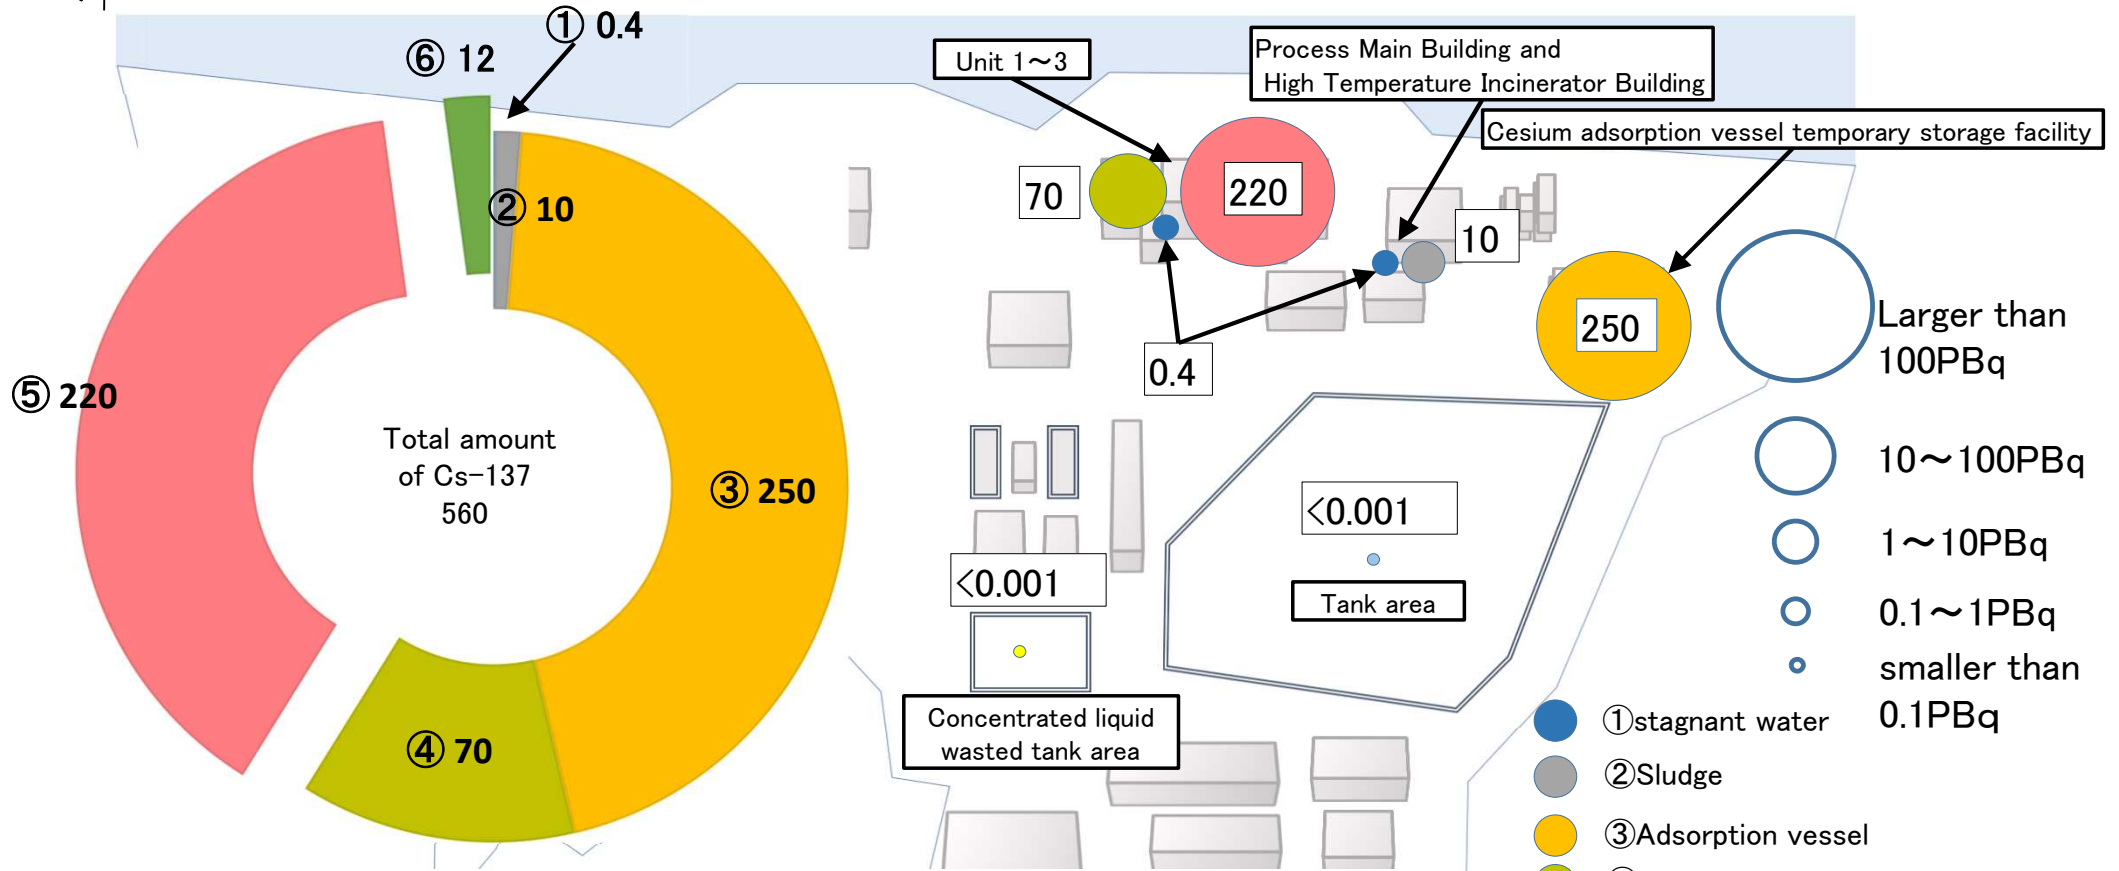 ① 0.4
⑥ 12
② 10
⑤ 220
Total amount
of Cs-137
560
③ 250
④ 70
Unit 1～3
Process Main Building and
High Temperature Incinerator Building
Cesium adsorption vessel temporary storage facility
70
220
10
250
0.4
<0.001
Tank area
<0.001
Concentrated liquid
wasted tank area
Larger than
100PBq
10～100PBq
1～10PBq
0.1～1PBq
smaller than
0.1PBq
①stagnant water
②Sludge
③Adsorption vessel